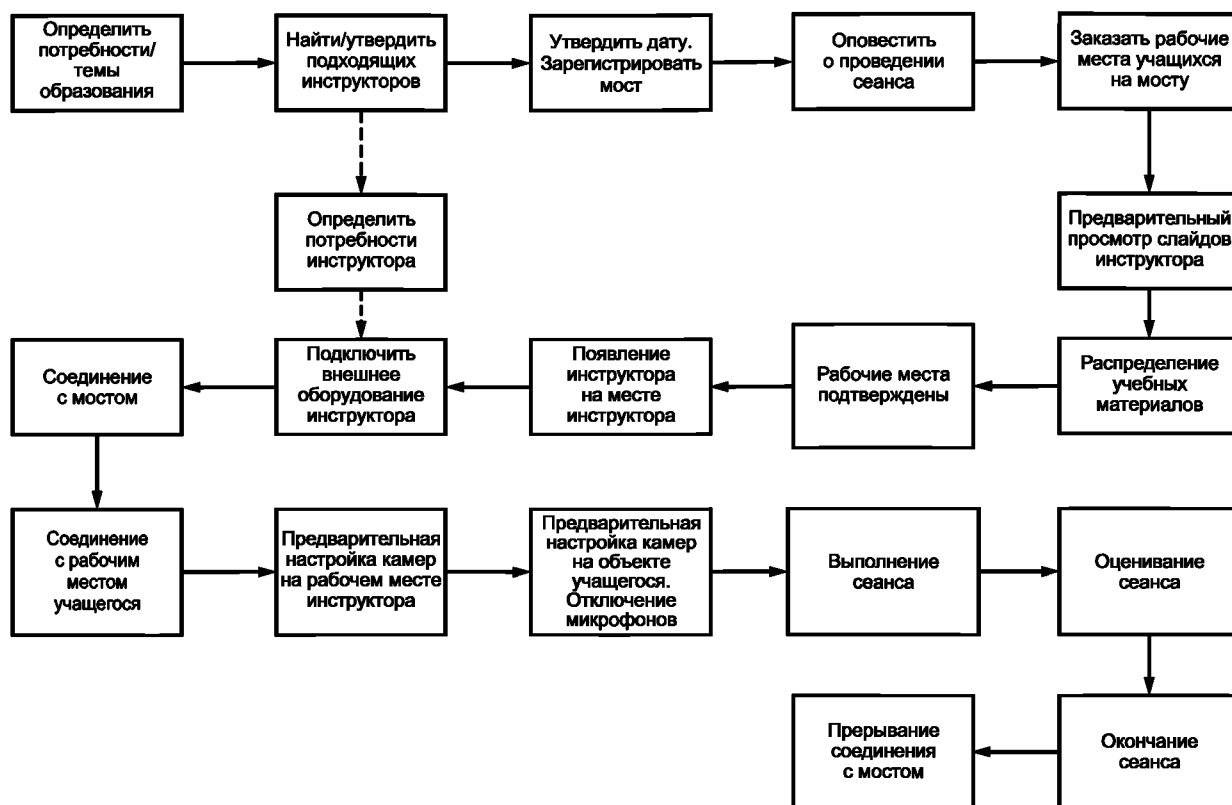 Определить
потребности/
темы
образования
Найти/утвердить
подходящих
инструкторов
Утвердить дату.
Зарегистрировать
мост
Оповестить
о проведении
сеанса
Заказать рабочие
места учащихся
на мосту
Определить
потребности
инструктора
Предварительный
просмотр слайдов
инструктора
Соединение
с мостом
Подключить
внешнее
оборудование
инструктора
Появление
инструктора
на месте
инструктора
Рабочие места
подтверждены
Распределение
учебных
материалов
Соединение
с рабочим
местом
учащегося
Предварительная
настройка камер
на рабочем месте
инструктора
Предварительная
настройка камер
на объекте
учащегося.
Отключение
микрофонов
Выполнение
сеанса
Оценивание
сеанса
Прерывание
соединения
с мостом
Окончание
сеанса